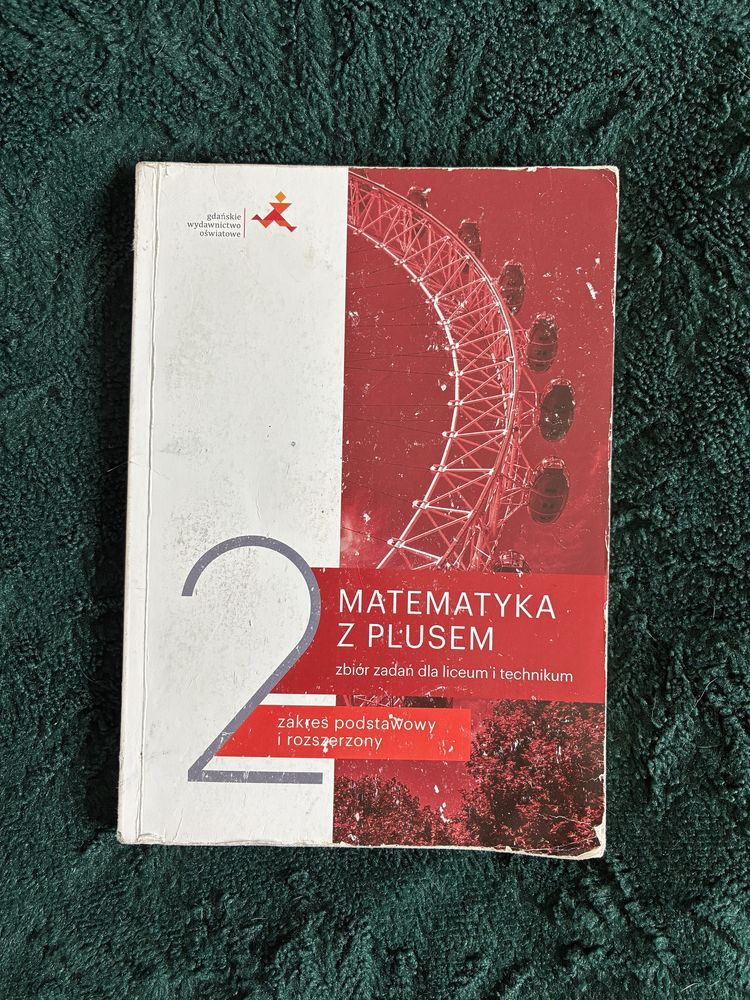 gdańskie
wydawnictwo
oświatowe
2
MATEMATYKA
Z PLUSEM
zbiór zadań dla liceum i technikum
zakres podstawowy
i rozszerzony